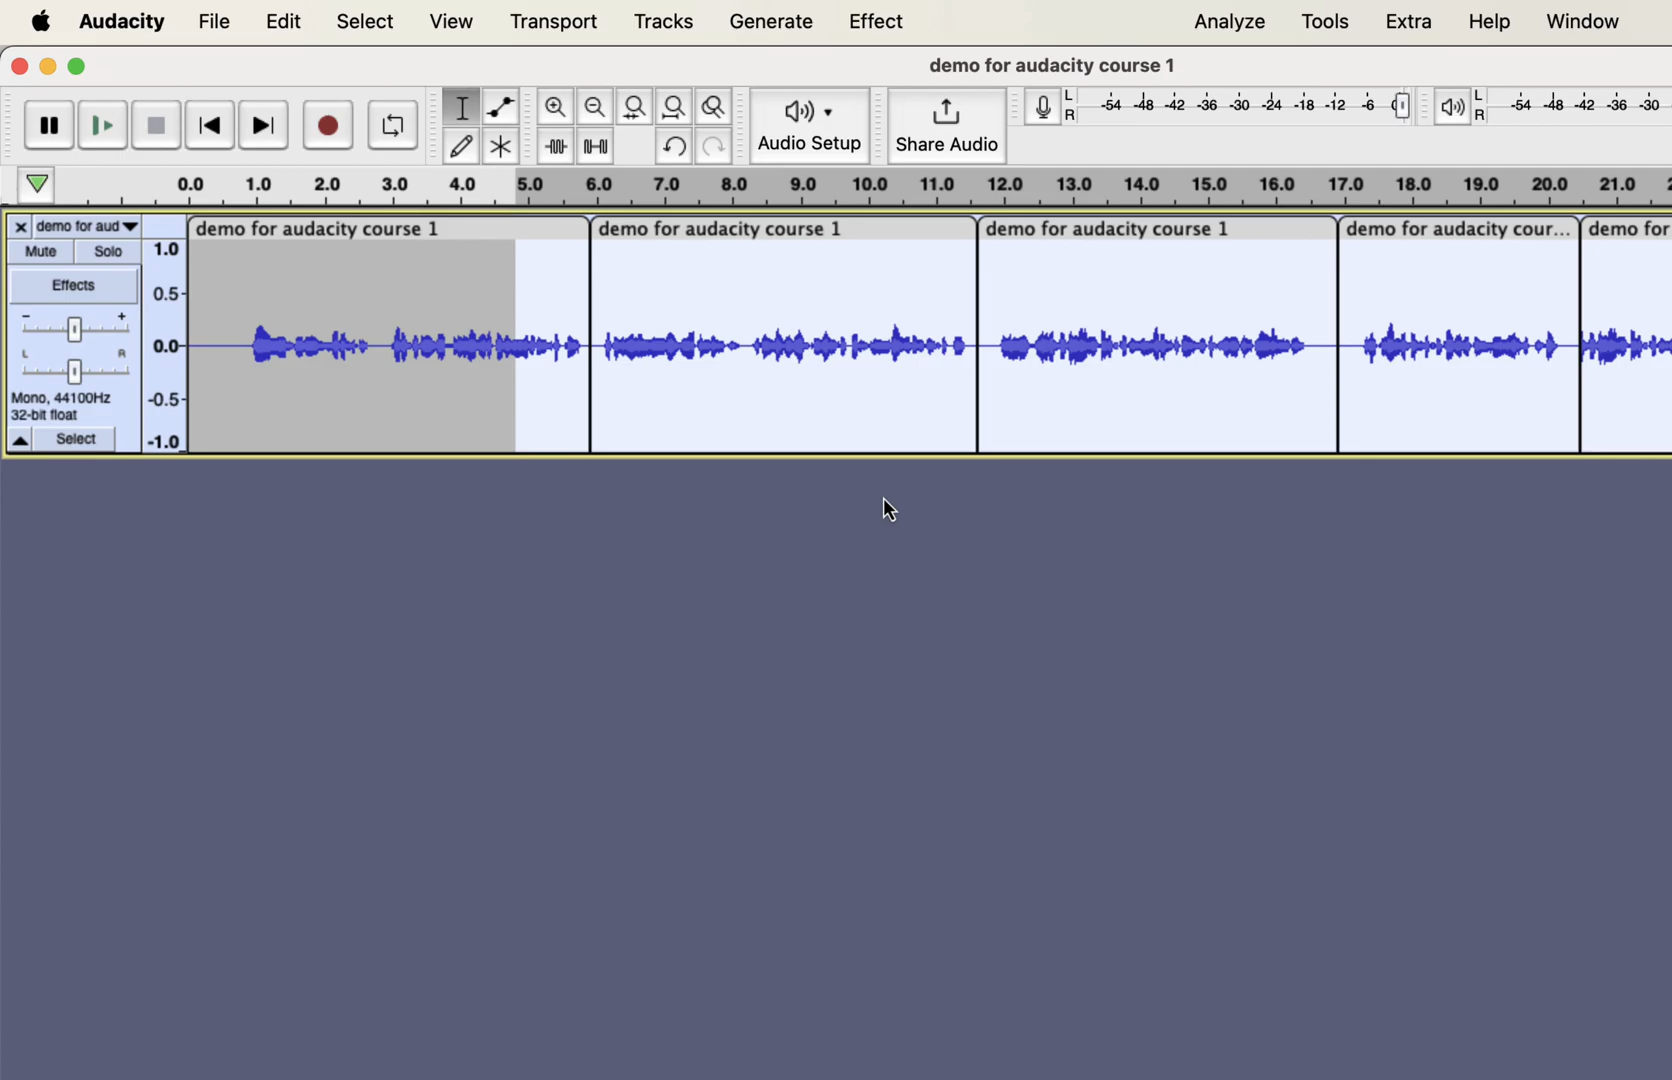 Audacity File Edit Select View Transport Tracks Generate Effect Analyze Tools Extra Help Window
demo for audacity course 1
L -54 -48 -42 -36 -30 -24 -18 -12 -6 L -54 -48 -42 -36 -30
R R
Audio Setup Share Audio
0.0 1.0 2.0 3.0 4.0 5.0 6.0 7.0 8.0 9.0 10.0 11.0 12.0 13.0 14.0 15.0 16.0 17.0 18.0 19.0 20.0 21.0
demo for aud demo for audacity course 1 demo for audacity course 1 demo for audacity course 1 demo for audacity cour... demo for
Mute Solo 1.0
Effects 0.5
- +
L R 0.0
Mono, 44100Hz -0.5
32-bit float
Select -1.0